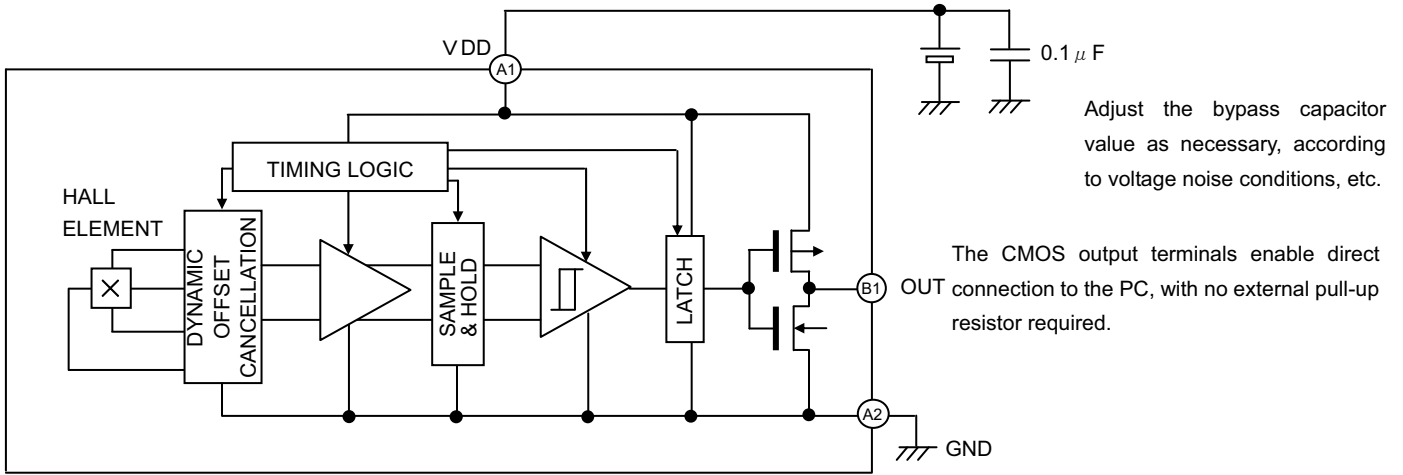 VDD
A1
0.1μF
Adjust the bypass capacitor
value as necessary, according
to voltage noise conditions, etc.
TIMING LOGIC
HALL
ELEMENT
×
DYNAMIC
OFFSET
CANCELLATION
SAMPLE
& HOLD
LATCH
B1
OUT
The CMOS output terminals enable direct
connection to the PC, with no external pull-up
resistor required.
A2
GND